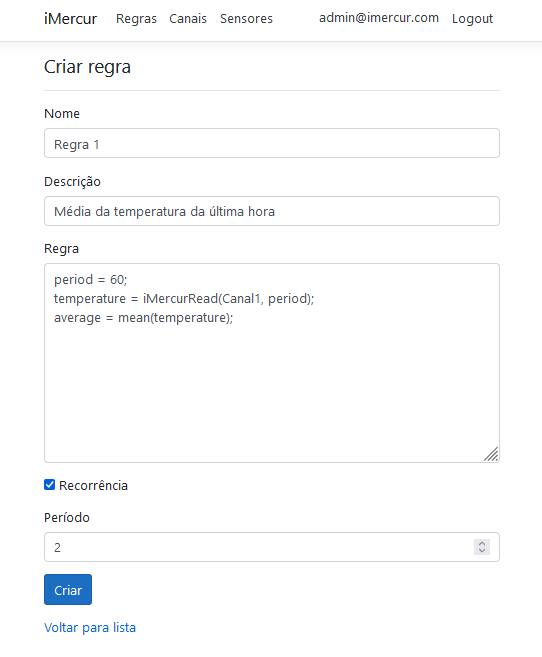 iMercur Regras Canais Sensores admin@imercur.com Logout
Criar regra
Nome
Regra 1
Descrição
Média da temperatura da última hora
Regra
period = 60;
temperature = iMercurRead(Canal1, period);
average = mean(temperature);
Recorrência
Período
2
Criar
Voltar para lista